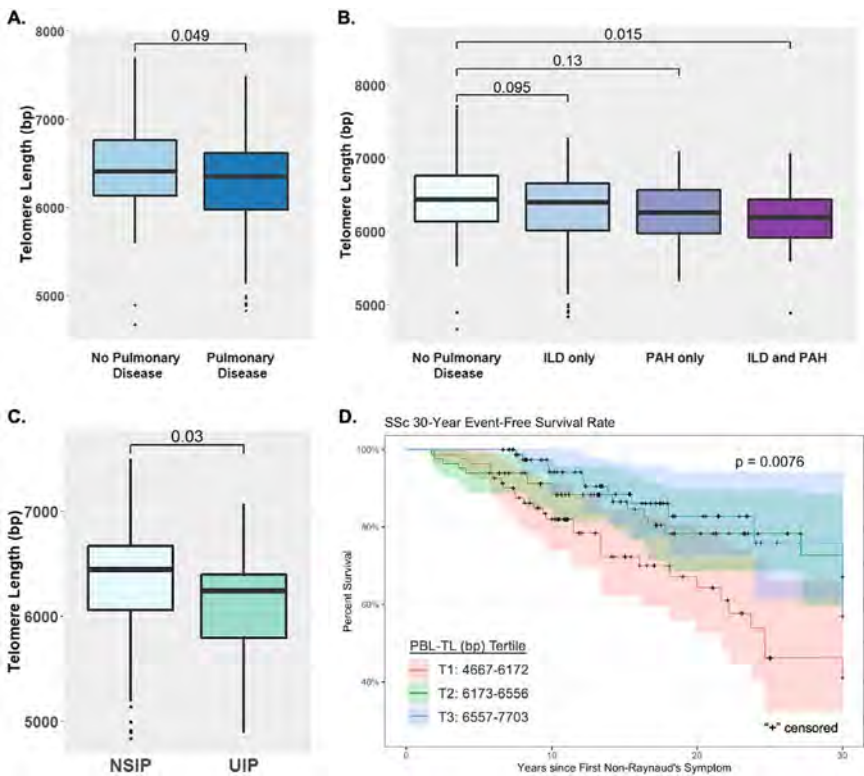 A.
8000
7000
6000
5000
Telomere Length (bp)
0.049
No Pulmonary
Disease
Pulmonary
Disease
B.
8000
7000
6000
5000
Telomere Length (bp)
0.015
0.13
0.095
No Pulmonary
Disease
ILD only
PAH only
ILD and PAH
C.
7000
6000
5000
Telomere Length (bp)
0.03
NSIP
UIP
D.
SSc 30-Year Event-Free Survival Rate
100%
80%
60%
40%
Percent Survival
p = 0.0076
PBL-TL (bp) Tertile
T1: 4667-6172
T2: 6173-6556
T3: 6557-7703
"+" censored
0
10
20
30
Years since First Non-Raynaud's Symptom